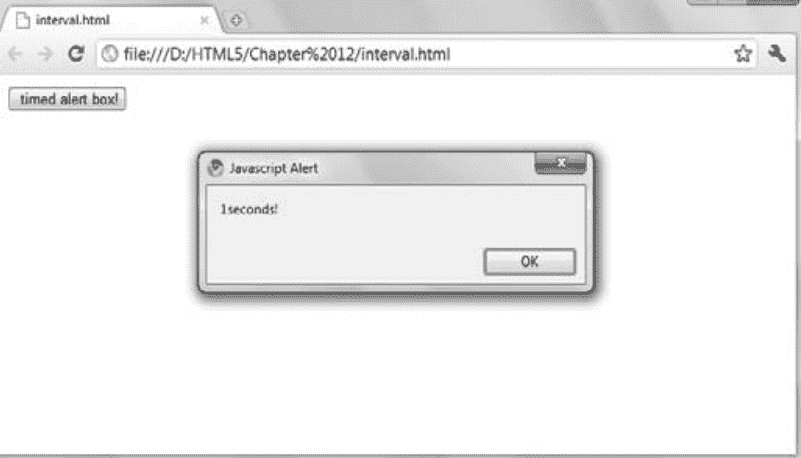 interval.html
file:///D:/HTML5/Chapter%2012/interval.html
timed alert box!
Javascript Alert
1seconds!
OK